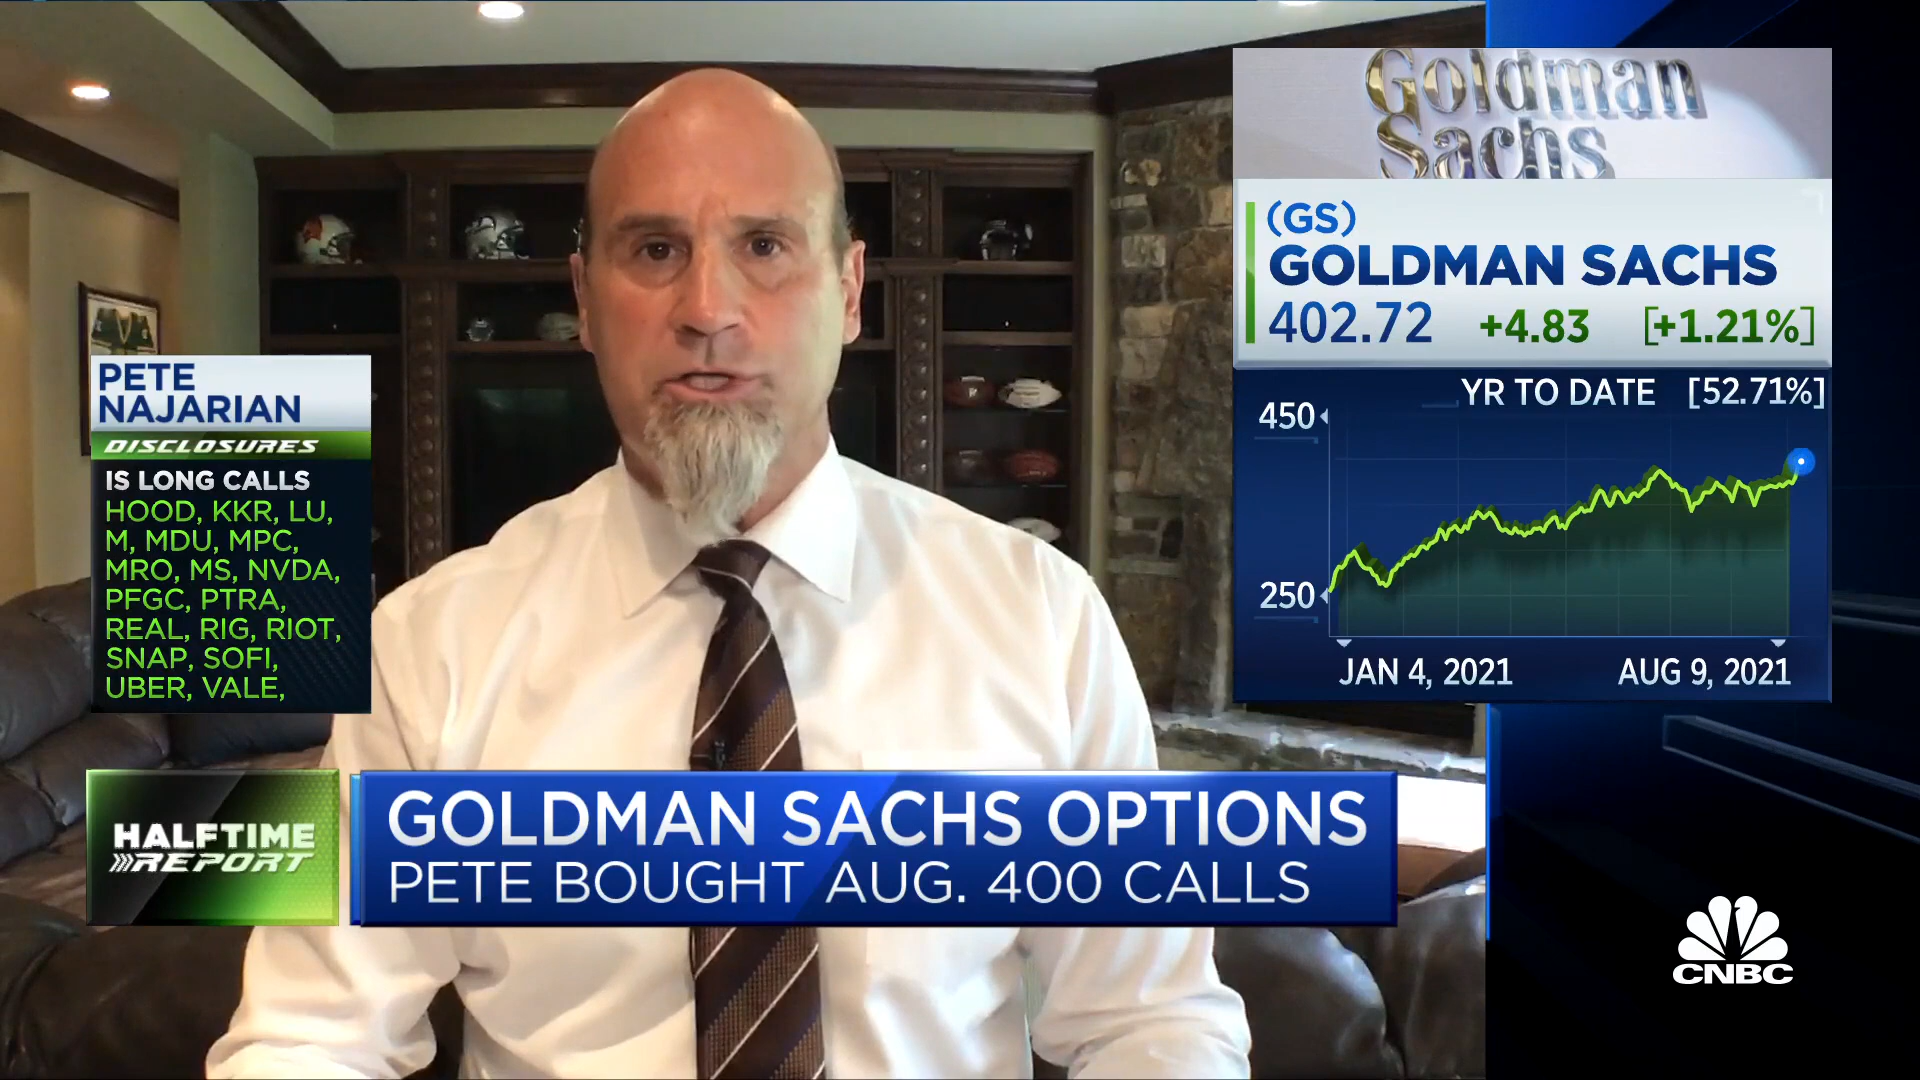 PETE
NAJARIAN
DISCLOSURES
IS LONG CALLS
HOOD, KKR, LU,
M, MDU, MPC,
MRO, MS, NVDA,
PFGC, PTRA,
REAL, RIG, RIOT,
SNAP, SOFI,
UBER, VALE,
Goldman
Sachs
(GS)
GOLDMAN SACHS
402.72 +4.83 [+1.21%]
YR TO DATE [52.71%]
450
250
JAN 4, 2021 AUG 9, 2021
HALFTIME
REPORT
GOLDMAN SACHS OPTIONS
PETE BOUGHT AUG. 400 CALLS
CNBC